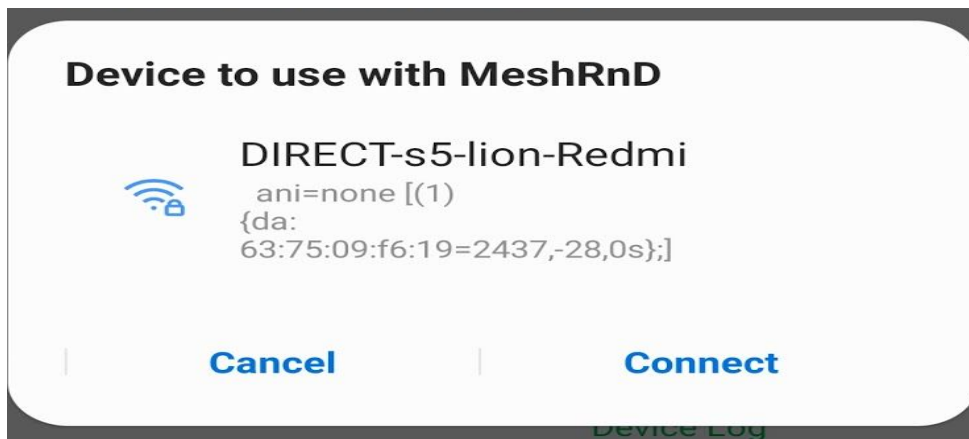 Device to use with MeshRnD
DIRECT-s5-lion-Redmi
ani=none [(1)
{da:
63:75:09:f6:19=2437,-28,0s};]
Cancel
Connect
Device Log